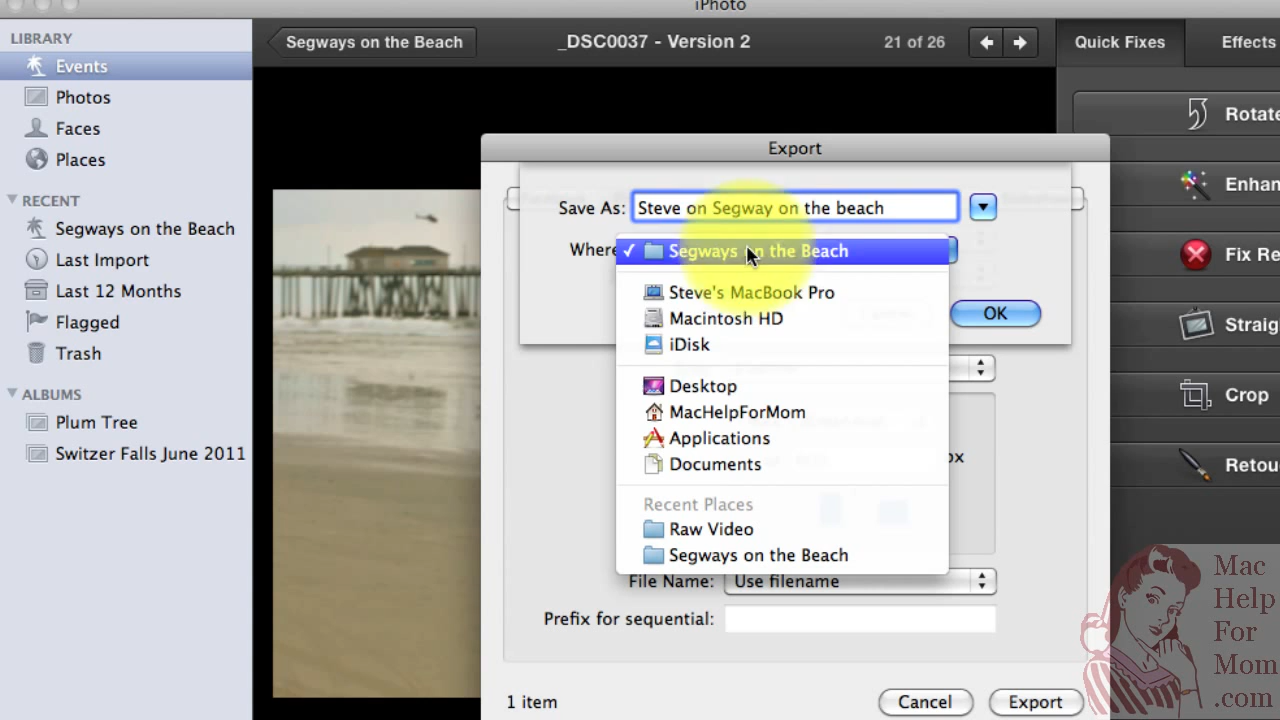 iPhoto
LIBRARY
Events
Photos
Faces
Places
RECENT
Segways on the Beach
Last Import
Last 12 Months
Flagged
Trash
ALBUMS
Plum Tree
Switzer Falls June 2011
Segways on the Beach
_DSC0037 - Version 2
21 of 26
Quick Fixes
Effects
Rotate
Enhan
Fix Re
Straig
Crop
Retou
Export
Save As: Steve on Segway on the beach
Where
✓ Segways on the Beach
Steve's MacBook Pro
Macintosh HD
iDisk
Desktop
MacHelpForMom
Applications
Documents
Recent Places
Raw Video
Segways on the Beach
OK
px
File Name: Use filename
Prefix for sequential:
1 item
Cancel
Export
Mac
Help
For
Mom
.com